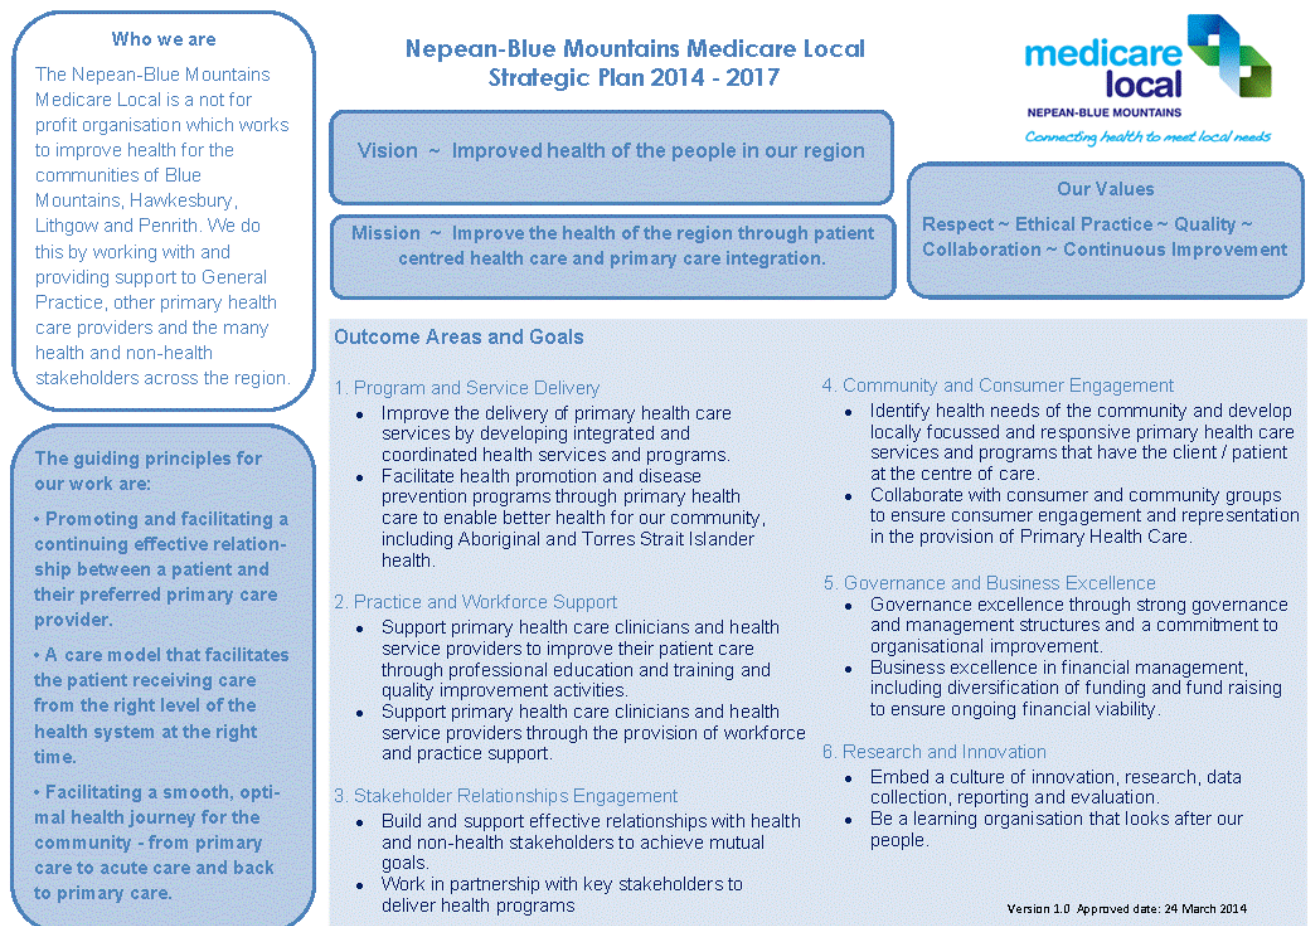 Who we are
The Nepean-Blue Mountains
Medicare Local is a not for
profit organisation which works
to improve health for the
communities of Blue
Mountains, Hawkesbury,
Lithgow and Penrith. We do
this by working with and
providing support to General
Practice, other primary health
care providers and the many
health and non-health
stakeholders across the region.
The guiding principles for
our work are:
• Promoting and facilitating a
continuing effective relation-
ship between a patient and
their preferred primary care
provider.
• A care model that facilitates
the patient receiving care
from the right level of the
health system at the right
time.
• Facilitating a smooth, opti-
mal health journey for the
community - from primary
care to acute care and back
to primary care.
Nepean-Blue Mountains Medicare Local
Strategic Plan 2014 - 2017
Vision ~ Improved health of the people in our region
Mission ~ Improve the health of the region through patient
centred health care and primary care integration.
medicare
local
NEPEAN-BLUE MOUNTAINS
Connecting health to meet local needs
Our Values
Respect ~ Ethical Practice ~ Quality ~
Collaboration ~ Continuous Improvement
Outcome Areas and Goals
1. Program and Service Delivery
• Improve the delivery of primary health care
services by developing integrated and
coordinated health services and programs.
• Facilitate health promotion and disease
prevention programs through primary health
care to enable better health for our community,
including Aboriginal and Torres Strait Islander
health.
2. Practice and Workforce Support
• Support primary health care clinicians and health
service providers to improve their patient care
through professional education and training and
quality improvement activities.
• Support primary health care clinicians and health
service providers through the provision of workforce
and practice support.
3. Stakeholder Relationships Engagement
• Build and support effective relationships with health
and non-health stakeholders to achieve mutual
goals.
• Work in partnership with key stakeholders to
deliver health programs
4. Community and Consumer Engagement
• Identify health needs of the community and develop
locally focussed and responsive primary health care
services and programs that have the client / patient
at the centre of care.
• Collaborate with consumer and community groups
to ensure consumer engagement and representation
in the provision of Primary Health Care.
5. Governance and Business Excellence
• Governance excellence through strong governance
and management structures and a commitment to
organisational improvement.
• Business excellence in financial management,
including diversification of funding and fund raising
to ensure ongoing financial viability.
6. Research and Innovation
• Embed a culture of innovation, research, data
collection, reporting and evaluation.
• Be a learning organisation that looks after our
people.
Version 1.0 Approved date: 24 March 2014